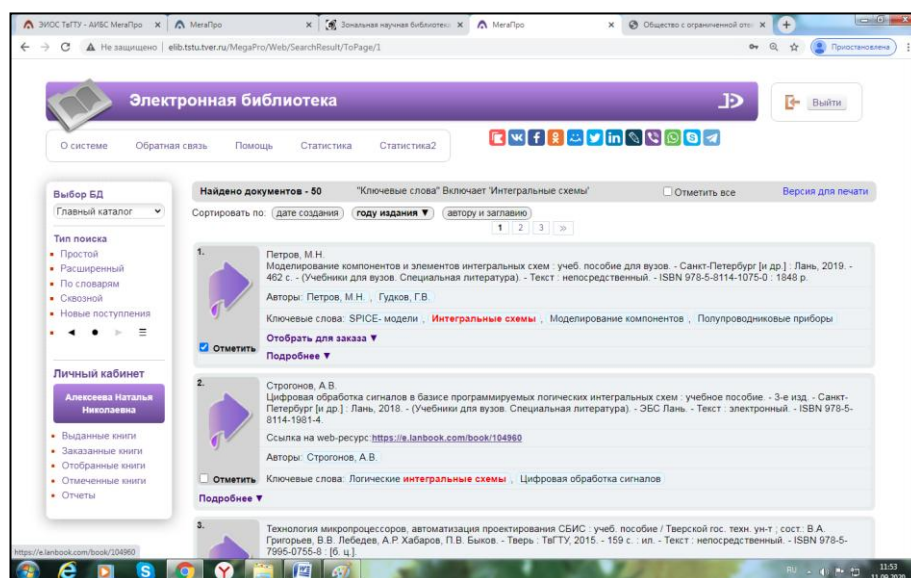 ЭИОС ТвГТУ - АИБС МегаПро
МегаПро
Зональная научная библиотека
МегаПро
Общество с ограниченной отв
Не защищено | elib.tstu.tver.ru/MegaPro/Web/SearchResult/ToPage/1
Приостановлена
Электронная библиотека
Выйти
О системе Обратная связь Помощь Статистика Статистика2
Выбор БД
Главный каталог
Тип поиска
Простой
Расширенный
По словарям
Сквозной
Новые поступления
Личный кабинет
Алексеева Наталья
Николаевна
Выданные книги
Заказанные книги
Отобранные книги
Отмеченные книги
Отчеты
Найдено документов - 50 "Ключевые слова" Включает 'Интегральные схемы' Отметить все Версия для печати
Сортировать по: дате создания году издания ▼ автору и заглавию
1 2 3 »
1.
Петров, М.Н.
Моделирование компонентов и элементов интегральных схем : учеб. пособие для вузов. - Санкт-Петербург [и др.] : Лань, 2019. -
462 с. - (Учебники для вузов. Специальная литература). - Текст : непосредственный. - ISBN 978-5-8114-1075-0 : 1848 р.
Авторы: Петров, М.Н. , Гудков, Г.В.
Ключевые слова: SPICE- модели , Интегральные схемы , Моделирование компонентов , Полупроводниковые приборы
Отобрать для заказа ▼
Отметить
Подробнее ▼
2.
Строгонов, А.В.
Цифровая обработка сигналов в базисе программируемых логических интегральных схем : учебное пособие. - 3-е изд. - Санкт-
Петербург [и др.] : Лань, 2018. - (Учебники для вузов. Специальная литература). - ЭБС Лань. - Текст : электронный. - ISBN 978-5-
8114-1981-4.
Ссылка на web-ресурс:https://e.lanbook.com/book/104960
Авторы: Строгонов, А.В.
Отметить Ключевые слова: Логические интегральные схемы , Цифровая обработка сигналов
Подробнее ▼
3.
Технология микропроцессоров, автоматизация проектирования СБИС : учеб. пособие / Тверской гос. техн. ун-т ; сост.: В.А.
Григорьев, В.В. Лебедев, А.Р. Хабаров, П.В. Быков. - Тверь : ТвГТУ, 2015. - 159 с. : ил. - Текст : непосредственный. - ISBN 978-5-
7995-0755-8 : [б. ц.].
https://e.lanbook.com/book/104960
RU
11:53
11.09.2020